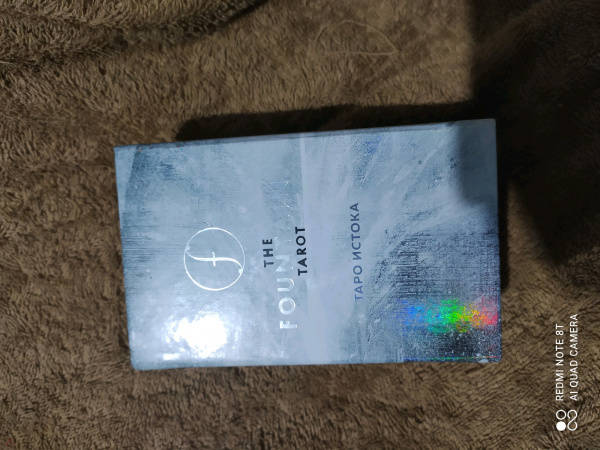 f
THE
FOUN
TAROT
ТАРО ИСТОКА
REDMI NOTE 8T
AI QUAD CAMERA